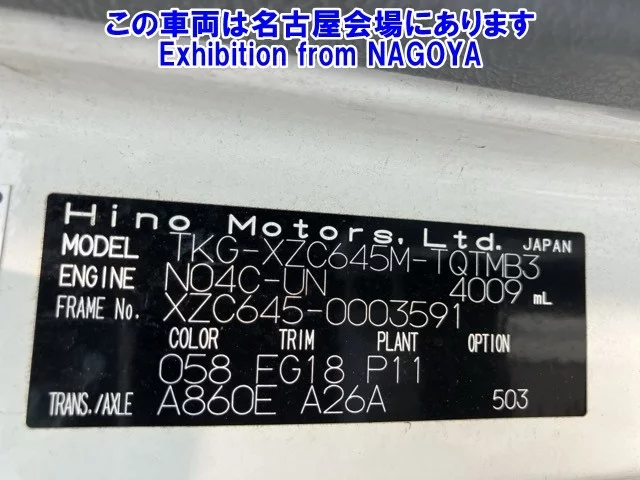 この車両は名古屋会場にあります
Exhibition from NAGOYA
Hino Motors, Ltd. JAPAN
MODEL TKG-XZC645M-TQTMB3
ENGINE N04C-UN 4009 mL
FRAME No. XZC645-0003591
COLOR TRIM PLANT OPTION
058 FG18 P11
TRANS./AXLE A860E A26A 503